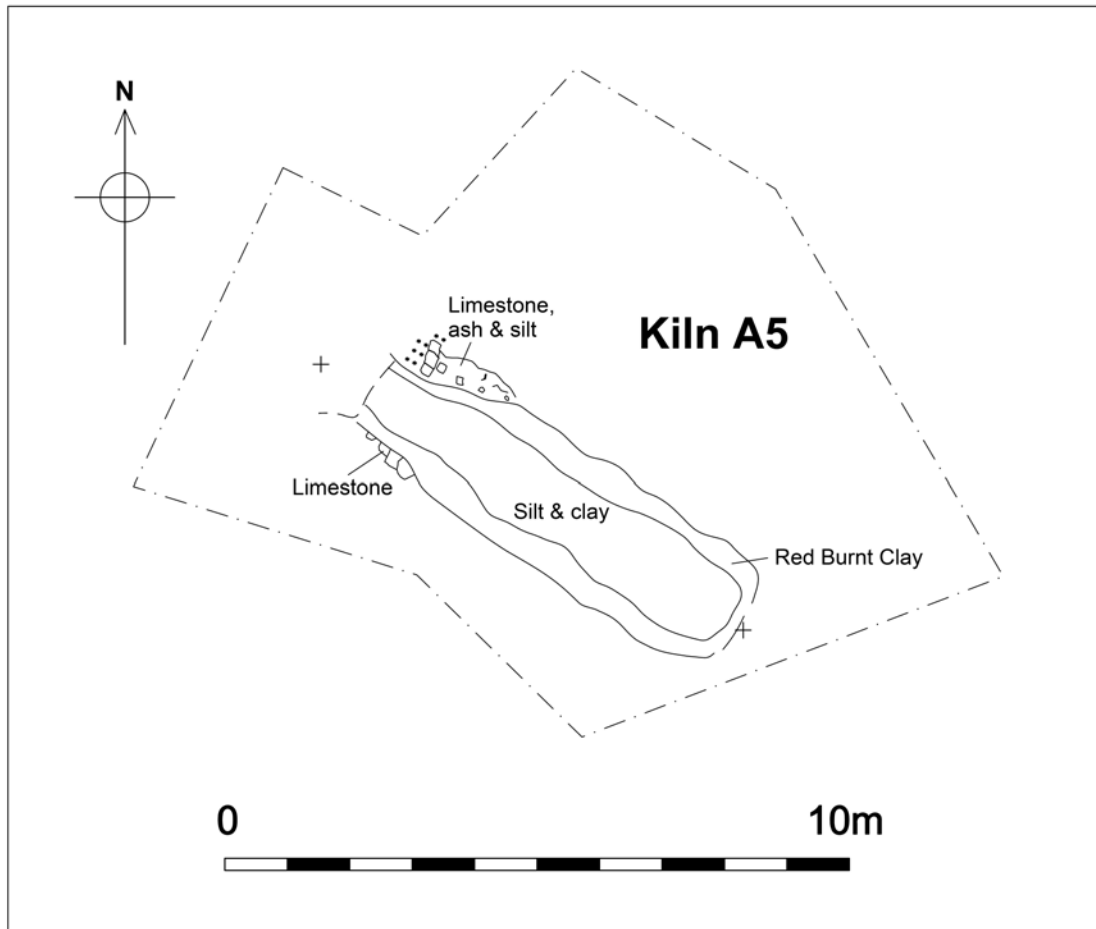 N
Limestone,
ash & silt
Kiln A5
Limestone
Silt & clay
Red Burnt Clay
0 10m